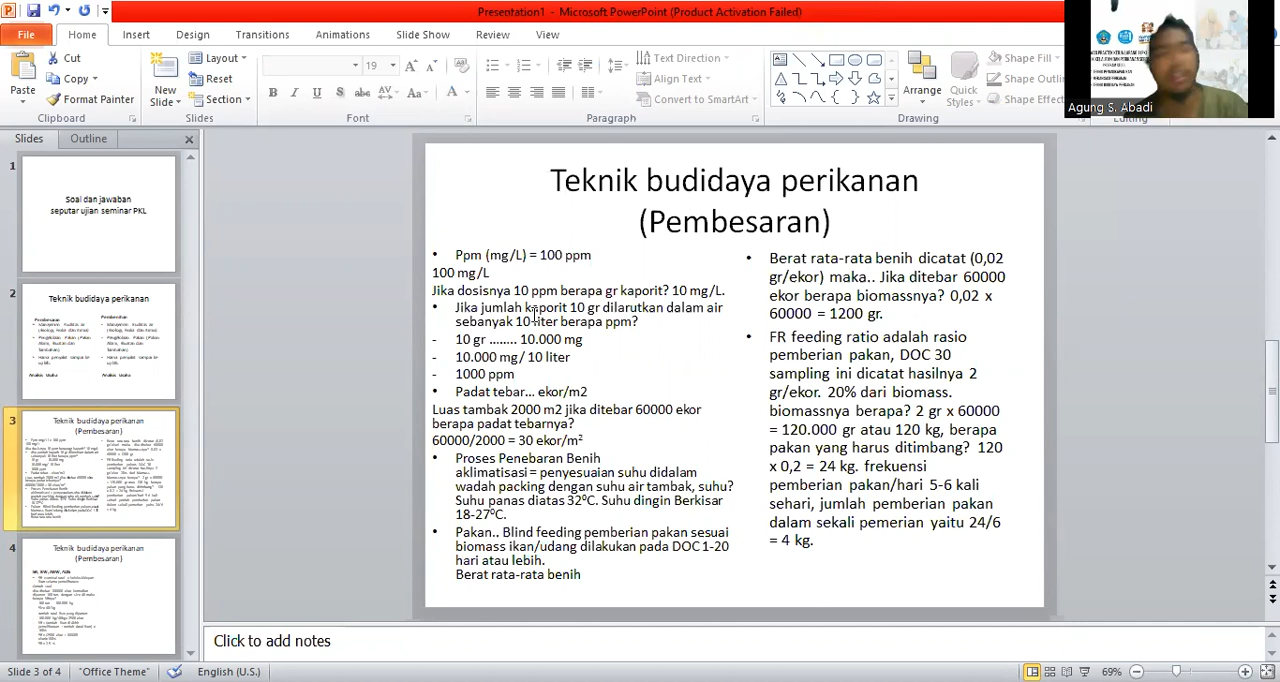 Presentation1 - Microsoft PowerPoint (Product Activation Failed)
File
Home
Insert
Design
Transitions
Animations
Slide Show
Review
View
Paste
Cut
Copy
Format Painter
Clipboard
New
Slide
Layout
Reset
Section
Slides
19
Font
Text Direction
Align Text
Convert to SmartArt
Paragraph
Arrange
Quick
Styles
Shape Fill
Shape Outli
Shape Effec
Drawing
Editing
Agung S. Abadi
Slides
Outline
1
Soal dan jawaban
seputar ujian seminar PKL
2
Teknik budidaya perikanan
3
Teknik budidaya perikanan
(Pembesaran)
4
Teknik budidaya perikanan
(Pembesaran)
Teknik budidaya perikanan
(Pembesaran)
• Ppm (mg/L) = 100 ppm
100 mg/L
Jika dosisnya 10 ppm berapa gr kaporit? 10 mg/L.
• Jika jumlah kaporit 10 gr dilarutkan dalam air
sebanyak 10 liter berapa ppm?
- 10 gr ........ 10.000 mg
- 10.000 mg/ 10 liter
- 1000 ppm
• Padat tebar... ekor/m2
Luas tambak 2000 m2 jika ditebar 60000 ekor
berapa padat tebarnya?
60000/2000 = 30 ekor/m²
• Proses Penebaran Benih
aklimatisasi = penyesuaian suhu didalam
wadah packing dengan suhu air tambak, suhu?
Suhu panas diatas 32°C. Suhu dingin Berkisar
18-27°C.
• Pakan.. Blind feeding pemberian pakan sesuai
biomass ikan/udang dilakukan pada DOC 1-20
hari atau lebih.
Berat rata-rata benih
• Berat rata-rata benih dicatat (0,02
gr/ekor) maka.. Jika ditebar 60000
ekor berapa biomassnya? 0,02 x
60000 = 1200 gr.
• FR feeding ratio adalah rasio
pemberian pakan, DOC 30
sampling ini dicatat hasilnya 2
gr/ekor. 20% dari biomass.
biomassnya berapa? 2 gr x 60000
= 120.000 gr atau 120 kg, berapa
pakan yang harus ditimbang? 120
x 0,2 = 24 kg. frekuensi
pemberian pakan/hari 5-6 kali
sehari, jumlah pemberian pakan
dalam sekali pemerian yaitu 24/6
= 4 kg.
Click to add notes
Slide 3 of 4
"Office Theme"
English (U.S.)
69%